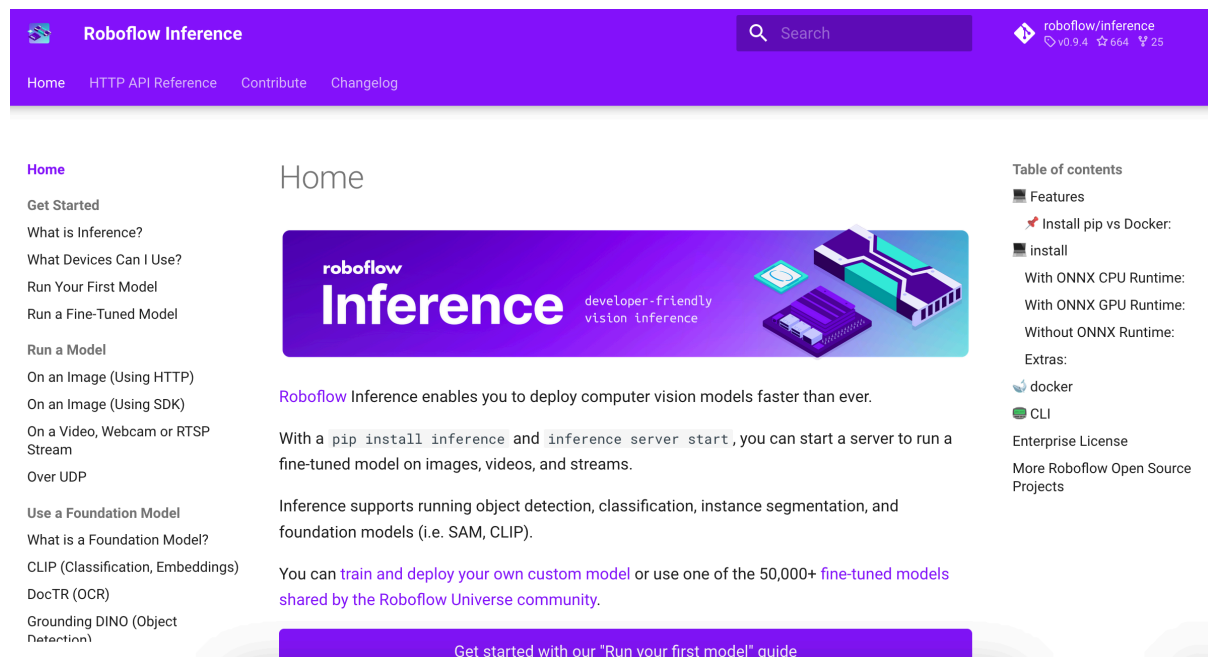 Roboflow Inference
Search
roboflow/inference
v0.9.4 664 25
Home HTTP API Reference Contribute Changelog
Home
Get Started
What is Inference?
What Devices Can I Use?
Run Your First Model
Run a Fine-Tuned Model
Run a Model
On an Image (Using HTTP)
On an Image (Using SDK)
On a Video, Webcam or RTSP
Stream
Over UDP
Use a Foundation Model
What is a Foundation Model?
CLIP (Classification, Embeddings)
DocTR (OCR)
Grounding DINO (Object
Detection)
Home
roboflow
Inference
developer-friendly
vision inference
Roboflow Inference enables you to deploy computer vision models faster than ever.
With a pip install inference and inference server start, you can start a server to run a
fine-tuned model on images, videos, and streams.
Inference supports running object detection, classification, instance segmentation, and
foundation models (i.e. SAM, CLIP).
You can train and deploy your own custom model or use one of the 50,000+ fine-tuned models
shared by the Roboflow Universe community.
Get started with our "Run your first model" guide
Table of contents
Features
Install pip vs Docker:
install
With ONNX CPU Runtime:
With ONNX GPU Runtime:
Without ONNX Runtime:
Extras:
docker
CLI
Enterprise License
More Roboflow Open Source
Projects